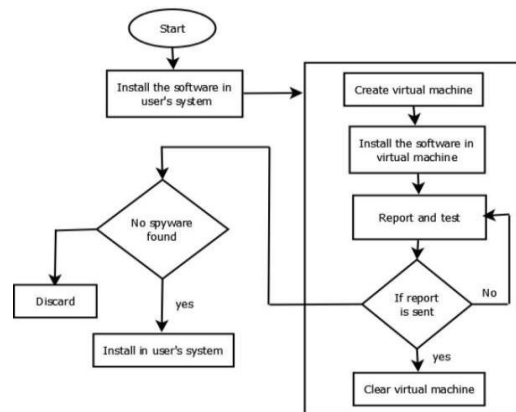 Start
Install the software in
user's system
Create virtual machine
Install the software in
virtual machine
Report and test
If report
is sent
No
yes
Clear virtual machine
No spyware
found
Discard
yes
Install in user's system